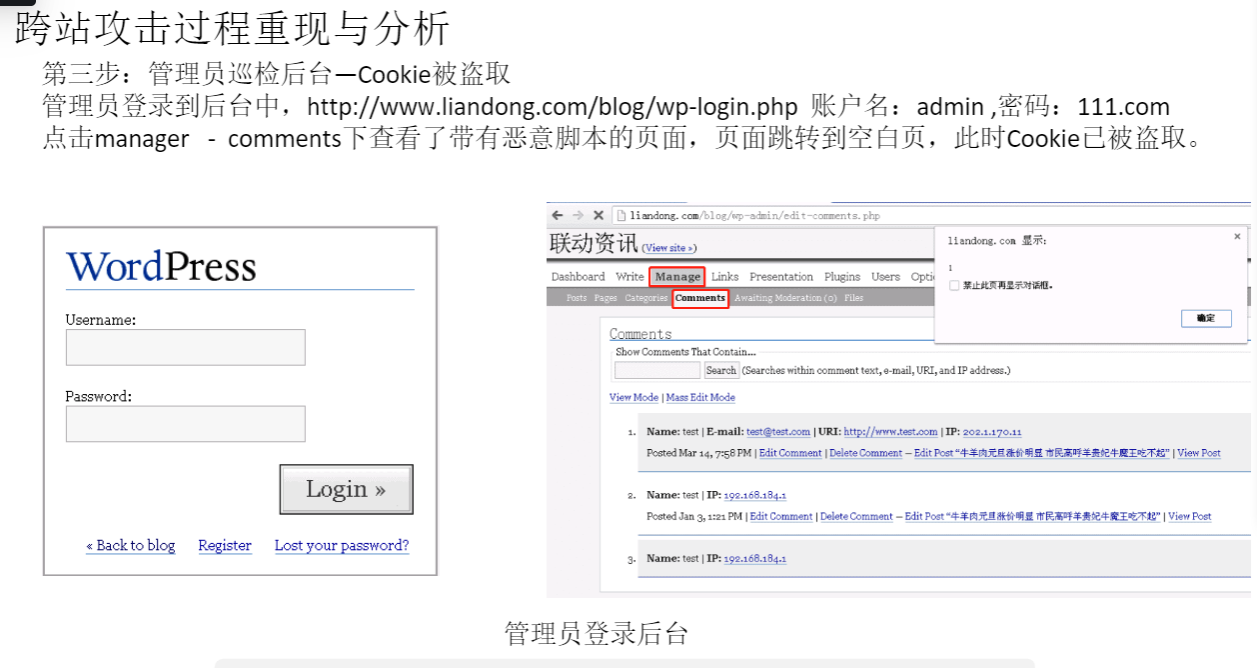 跨站攻击过程重现与分析
第三步：管理员巡检后台—Cookie被盗取
管理员登录到后台中，http://www.liandong.com/blog/wp-login.php 账户名：admin ,密码：111.com
点击manager - comments下查看了带有恶意脚本的页面，页面跳转到空白页，此时Cookie已被盗取。
WordPress
Username:
Password:
Login »
« Back to blog Register Lost your password?
liandong.com/blog/wp-admin/edit-comments.php
联动资讯 (View site »)
liandong.com 显示:
1
禁止此页再显示对话框。
确定
Dashboard Write Manage Links Presentation Plugins Users Optic
Posts Pages Categories Comments Awaiting Moderation (0) Files
Comments
Show Comments That Contain...
Search (Searches within comment text, e-mail, URI, and IP address.)
View Mode | Mass Edit Mode
1. Name: test | E-mail: test@test.com | URI: http://www.test.com | IP: 202.1.170.11
Posted Mar 14, 7:58 PM | Edit Comment | Delete Comment — Edit Post “牛羊肉元旦涨价明显 市民高呼羊贵妃牛魔王吃不起” | View Post
2. Name: test | IP: 192.168.184.1
Posted Jan 3, 1:21 PM | Edit Comment | Delete Comment — Edit Post “牛羊肉元旦涨价明显 市民高呼羊贵妃牛魔王吃不起” | View Post
3. Name: test | IP: 192.168.184.1
管理员登录后台